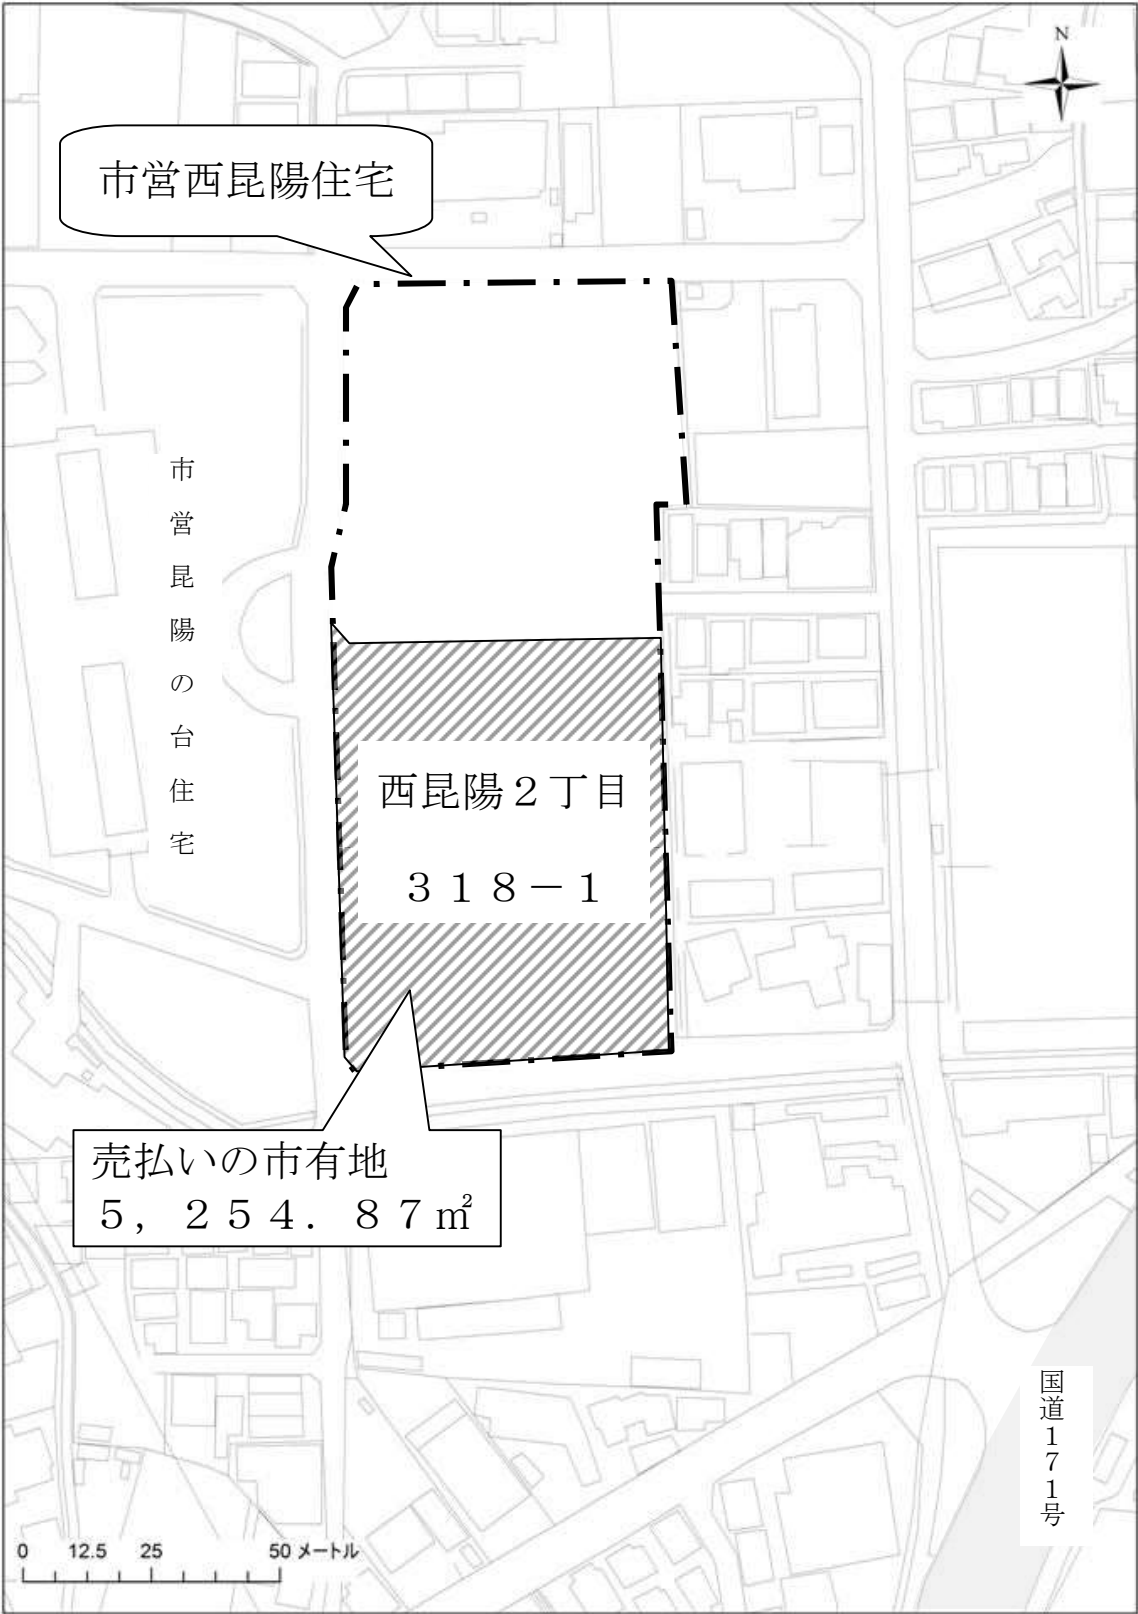 N
市営西昆陽住宅
市営昆陽の台住宅
西昆陽２丁目
３１８－１
売払いの市有地
５，２５４．８７㎡
国道１７１号
0 12.5 25 50 メートル